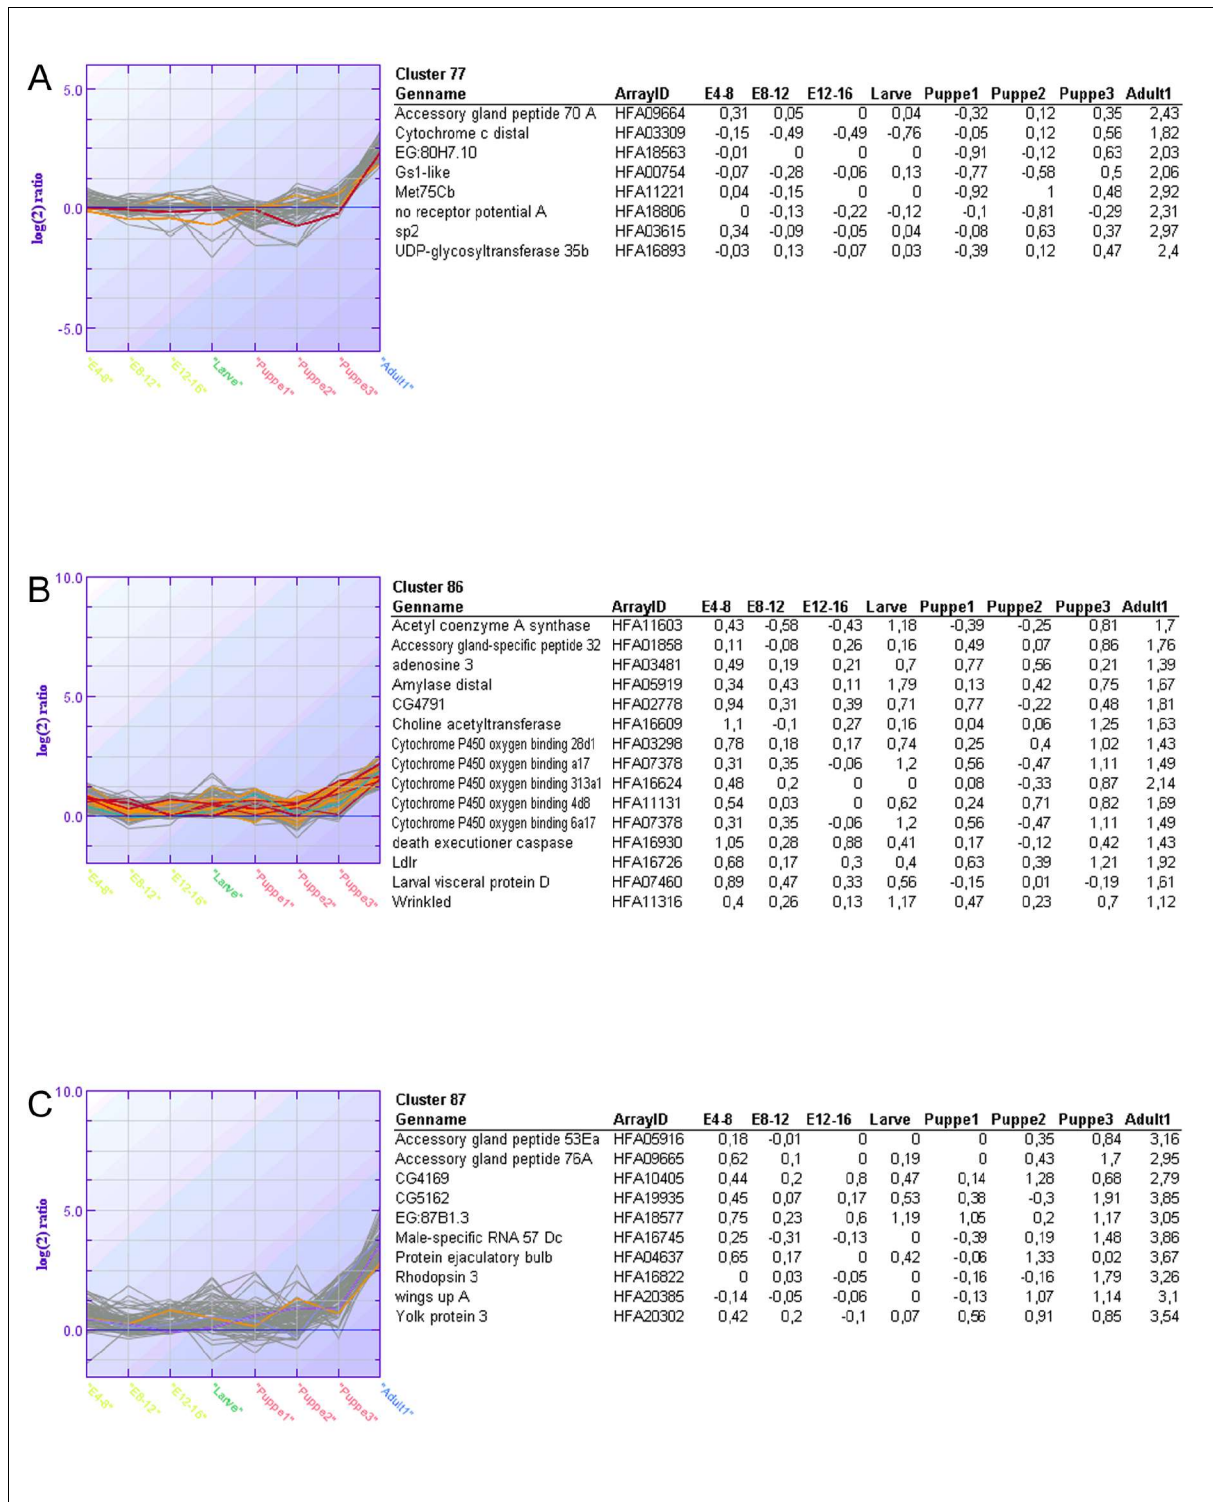 A
5.0
0.0
-5.0
log(2) ratio
"E4-8" "E8-12" "E12-16" "Larve" "Puppe1" "Puppe2" "Puppe3" "Adult1"
Cluster 77
Genname ArrayID E4-8 E8-12 E12-16 Larve Puppe1 Puppe2 Puppe3 Adult1
Accessory gland peptide 70 A HFA09664 0,31 0,05 0 0,04 -0,32 0,12 0,35 2,43
Cytochrome c distal HFA03309 -0,15 -0,49 -0,49 -0,76 -0,05 0,12 0,56 1,82
EG:80H7.10 HFA18563 -0,01 0 0 0 -0,91 -0,12 0,63 2,03
Gs1-like HFA00754 -0,07 -0,28 -0,06 0,13 -0,77 -0,58 0,5 2,06
Met75Cb HFA11221 0,04 -0,15 0 0 -0,92 1 0,48 2,92
no receptor potential A HFA18806 0 -0,13 -0,22 -0,12 -0,1 -0,81 -0,29 2,31
sp2 HFA03615 0,34 -0,09 -0,05 0,04 -0,08 0,63 0,37 2,97
UDP-glycosyltransferase 35b HFA16893 -0,03 0,13 -0,07 0,03 -0,39 0,12 0,47 2,4
B
10.0
5.0
0.0
log(2) ratio
"E4-8" "E8-12" "E12-16" "Larve" "Puppe1" "Puppe2" "Puppe3"
Cluster 86
Genname ArrayID E4-8 E8-12 E12-16 Larve Puppe1 Puppe2 Puppe3 Adult1
Acetyl coenzyme A synthase HFA11603 0,43 -0,58 -0,43 1,18 -0,39 -0,25 0,81 1,7
Accessory gland-specific peptide 32 HFA01858 0,11 -0,08 0,26 0,16 0,49 0,07 0,86 1,76
adenosine 3 HFA03481 0,49 0,19 0,21 0,7 0,77 0,56 0,21 1,39
Amylase distal HFA05919 0,34 0,43 0,11 1,79 0,13 0,42 0,75 1,67
CG4791 HFA02778 0,94 0,31 0,39 0,71 0,77 -0,22 0,48 1,81
Choline acetyltransferase HFA16609 1,1 -0,1 0,27 0,16 0,04 0,06 1,25 1,63
Cytochrome P450 oxygen binding 28d1 HFA03298 0,78 0,18 0,17 0,74 0,25 0,4 1,02 1,43
Cytochrome P450 oxygen binding a17 HFA07378 0,31 0,35 -0,06 1,2 0,56 -0,47 1,11 1,49
Cytochrome P450 oxygen binding 313a1 HFA16624 0,48 0,2 0 0 0,08 -0,33 0,87 2,14
Cytochrome P450 oxygen binding 4d8 HFA11131 0,54 0,03 0 0,62 0,24 0,71 0,82 1,69
Cytochrome P450 oxygen binding 6a17 HFA07378 0,31 0,35 -0,06 1,2 0,56 -0,47 1,11 1,49
death executioner caspase HFA16930 1,05 0,28 0,88 0,41 0,17 -0,12 0,42 1,43
Ldlr HFA16726 0,68 0,17 0,3 0,4 0,63 0,39 1,21 1,92
Larval visceral protein D HFA07460 0,89 0,47 0,33 0,56 -0,15 0,01 -0,19 1,61
Wrinkled HFA11316 0,4 0,26 0,13 1,17 0,47 0,23 0,7 1,12
C
10.0
5.0
0.0
log(2) ratio
"E4-8" "E8-12" "E12-16" "Larve" "Puppe1" "Puppe2" "Puppe3" "Adult1"
Cluster 87
Genname ArrayID E4-8 E8-12 E12-16 Larve Puppe1 Puppe2 Puppe3 Adult1
Accessory gland peptide 53Ea HFA05916 0,18 -0,01 0 0 0 0,35 0,84 3,16
Accessory gland peptide 76A HFA09665 0,62 0,1 0 0,19 0 0,43 1,7 2,95
CG4169 HFA10405 0,44 0,2 0,8 0,47 0,14 1,28 0,68 2,79
CG5162 HFA19935 0,45 0,07 0,17 0,53 0,38 -0,3 1,91 3,85
EG:87B1.3 HFA18577 0,75 0,23 0,6 1,19 1,05 0,2 1,17 3,05
Male-specific RNA 57 Dc HFA16745 0,25 -0,31 -0,13 0 -0,39 0,19 1,48 3,86
Protein ejaculatory bulb HFA04637 0,65 0,17 0 0,42 -0,06 1,33 0,02 3,67
Rhodopsin 3 HFA16822 0 0,03 -0,05 0 -0,16 -0,16 1,79 3,26
wings up A HFA20385 -0,14 -0,05 -0,06 0 -0,13 1,07 1,14 3,1
Yolk protein 3 HFA20302 0,42 0,2 -0,1 0,07 0,56 0,91 0,85 3,54